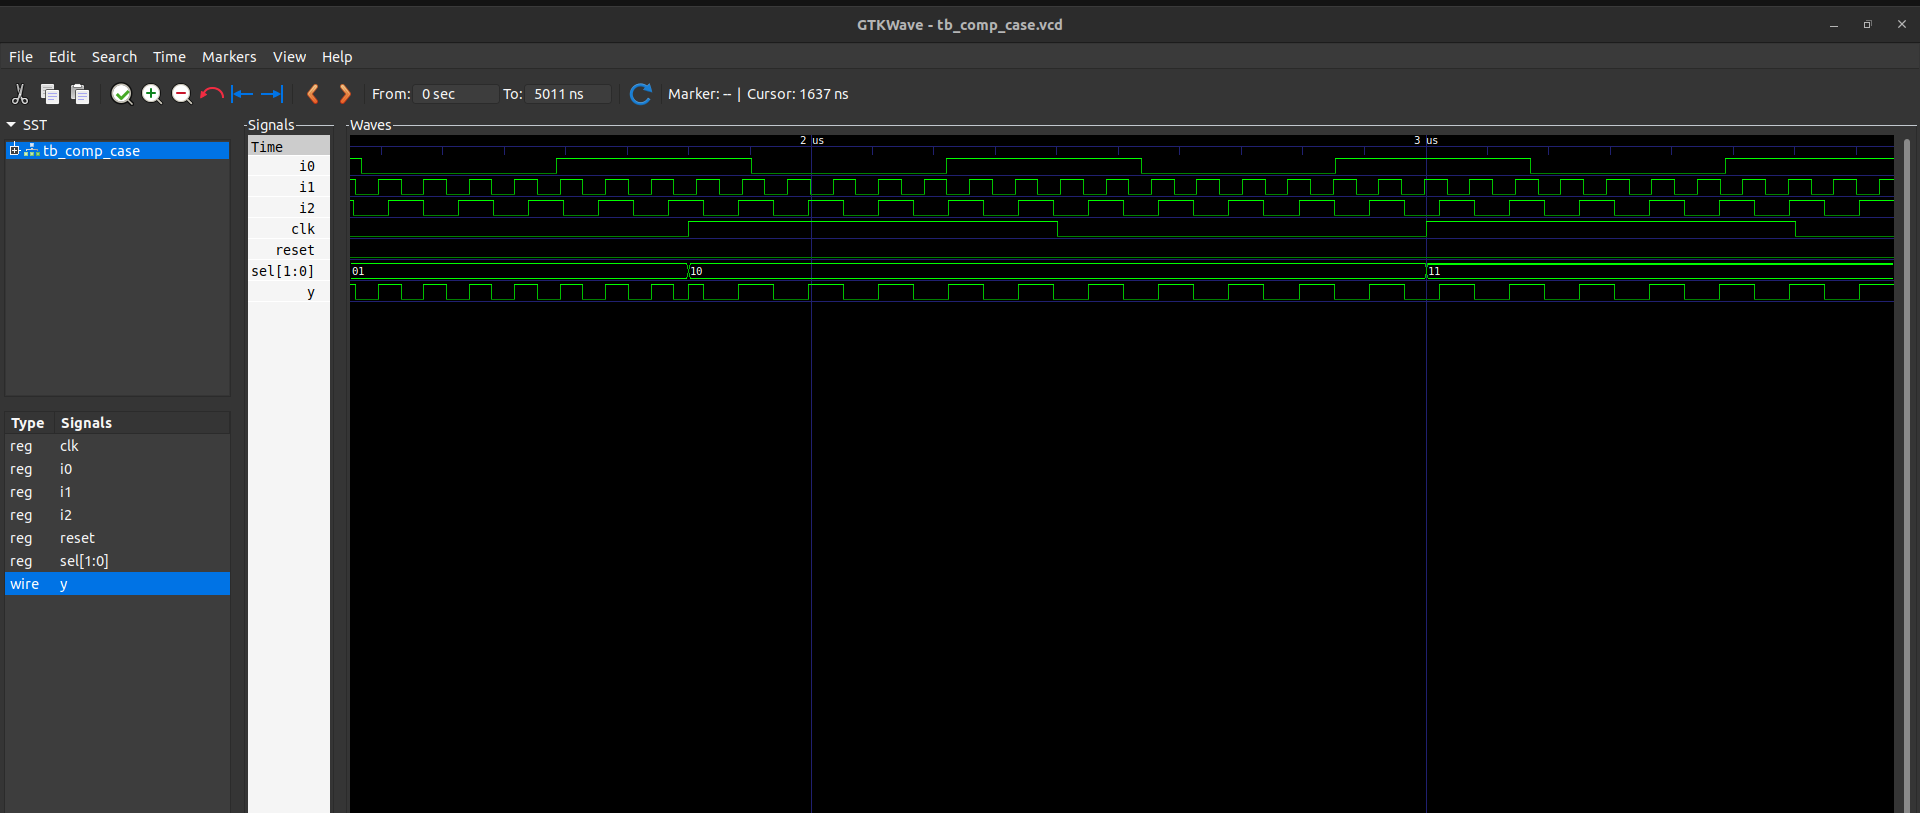 GTKWave - tb_comp_case.vcd
File Edit Search Time Markers View Help
From: 0 sec To: 5011 ns Marker: -- | Cursor: 1637 ns
SST
tb_comp_case
Type Signals
reg clk
reg i0
reg i1
reg i2
reg reset
reg sel[1:0]
wire y
Signals
Time
i0
i1
i2
clk
reset
sel[1:0]
y
Waves
2 us 3 us
01 10 11